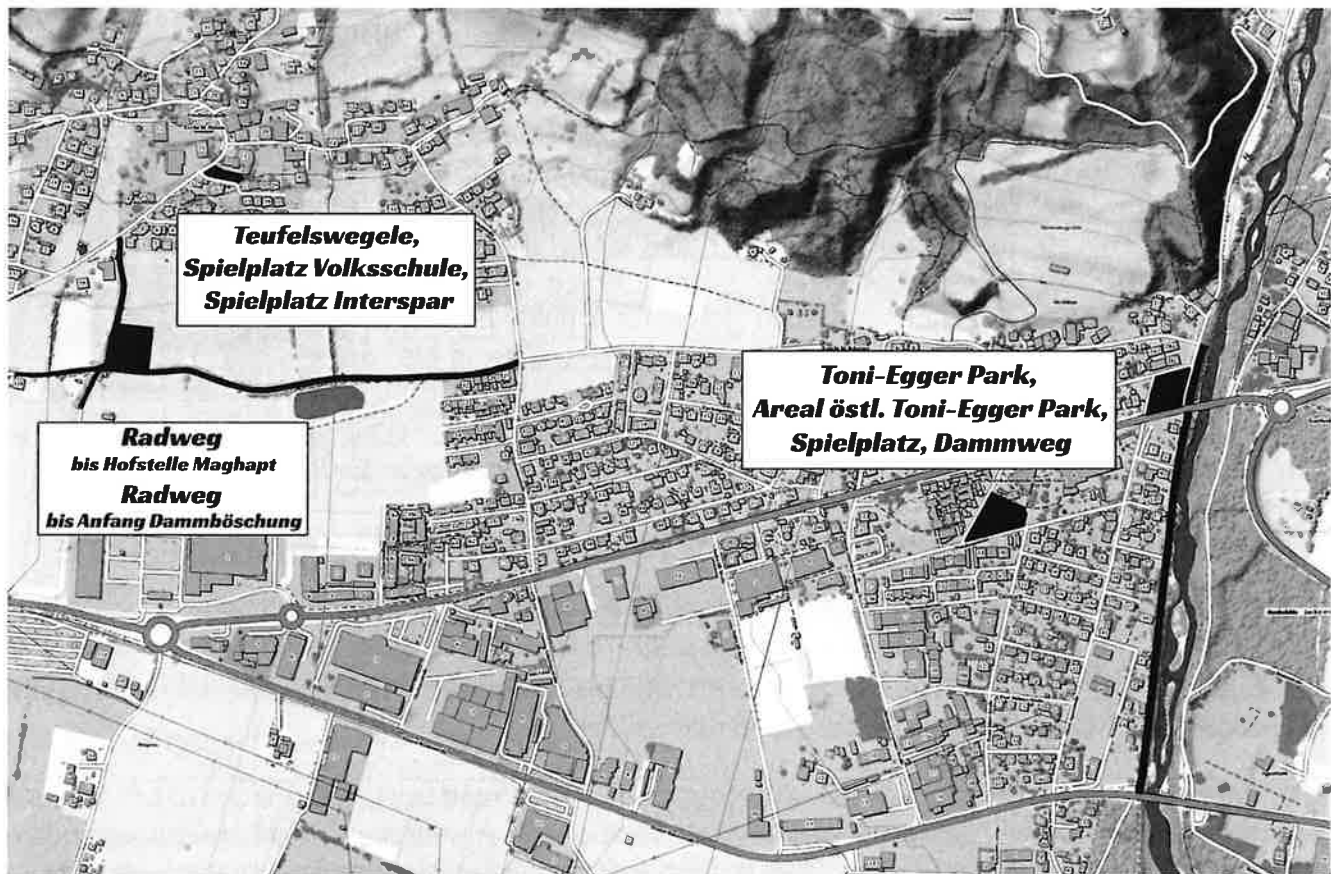 Teufelswegele,
Spielplatz Volksschule,
Spielplatz Interspar
Toni-Egger Park,
Areal östl. Toni-Egger Park,
Spielplatz, Dammweg
Radweg
bis Hofstelle Maghapt
Radweg
bis Anfang Dammböschung